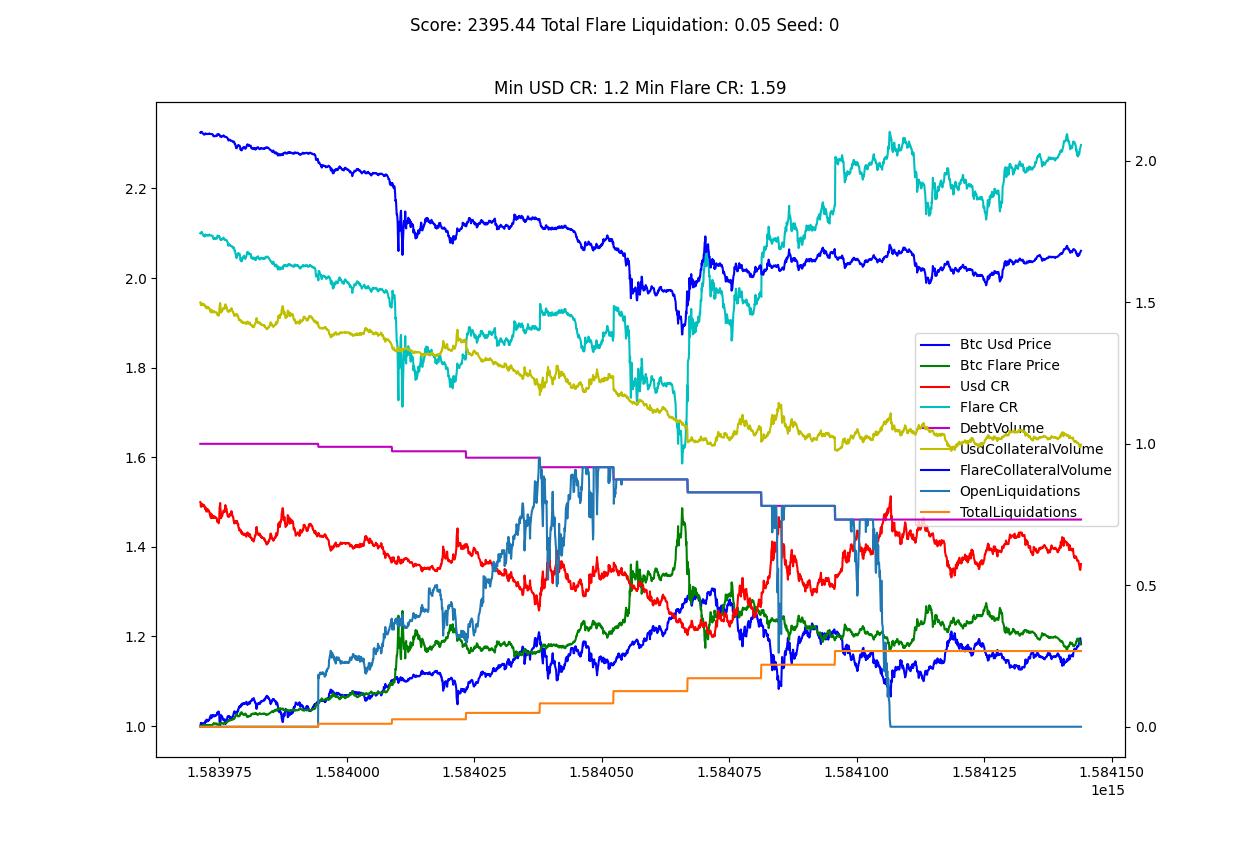 Score: 2395.44 Total Flare Liquidation: 0.05 Seed: 0
Min USD CR: 1.2 Min Flare CR: 1.59
2.2
2.0
1.8
1.6
1.4
1.2
1.0
2.0
1.5
1.0
0.5
0.0
Btc Usd Price
Btc Flare Price
Usd CR
Flare CR
DebtVolume
UsdCollateralVolume
FlareCollateralVolume
OpenLiquidations
TotalLiquidations
1.583975 1.584000 1.584025 1.584050 1.584075 1.584100 1.584125 1.584150
1e15